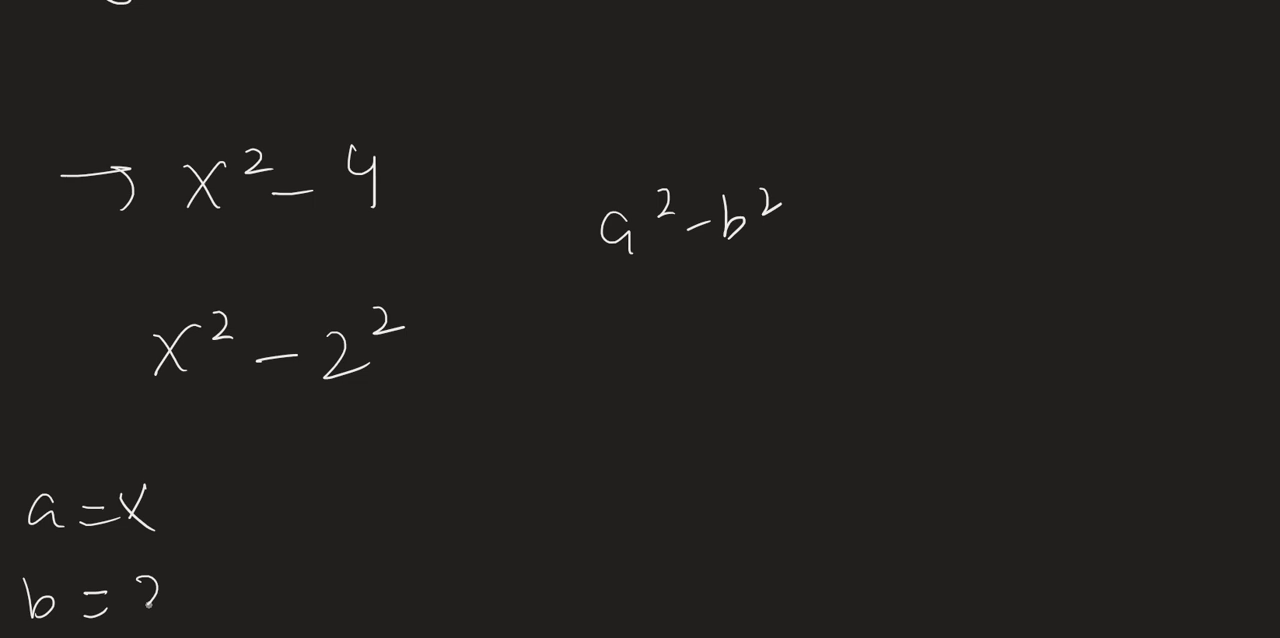 → x² - 4
a² - b²
x² - 2²
a = x
b = ?